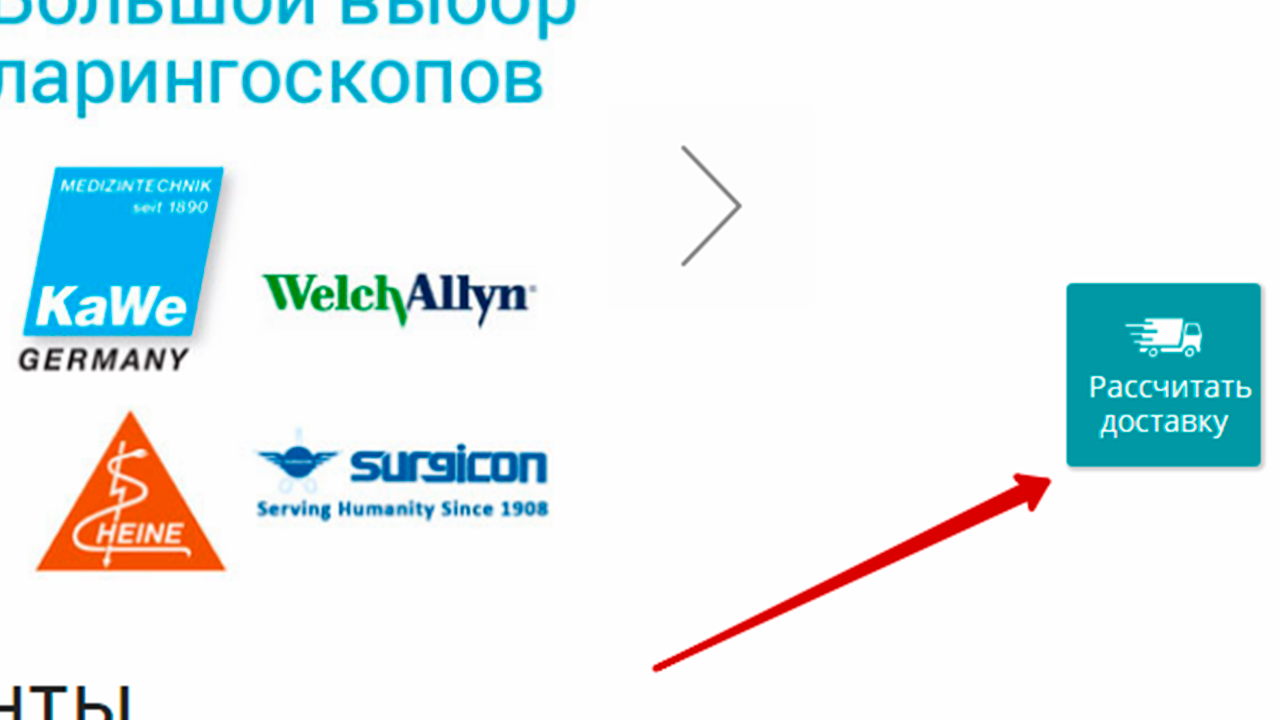 Большой выбор
ларингоскопов
MEDIZINTECHNIK
seit 1890
KaWe
GERMANY
WelchAllyn
HEINE
surgicon
Serving Humanity Since 1908
Рассчитать
доставку
нты